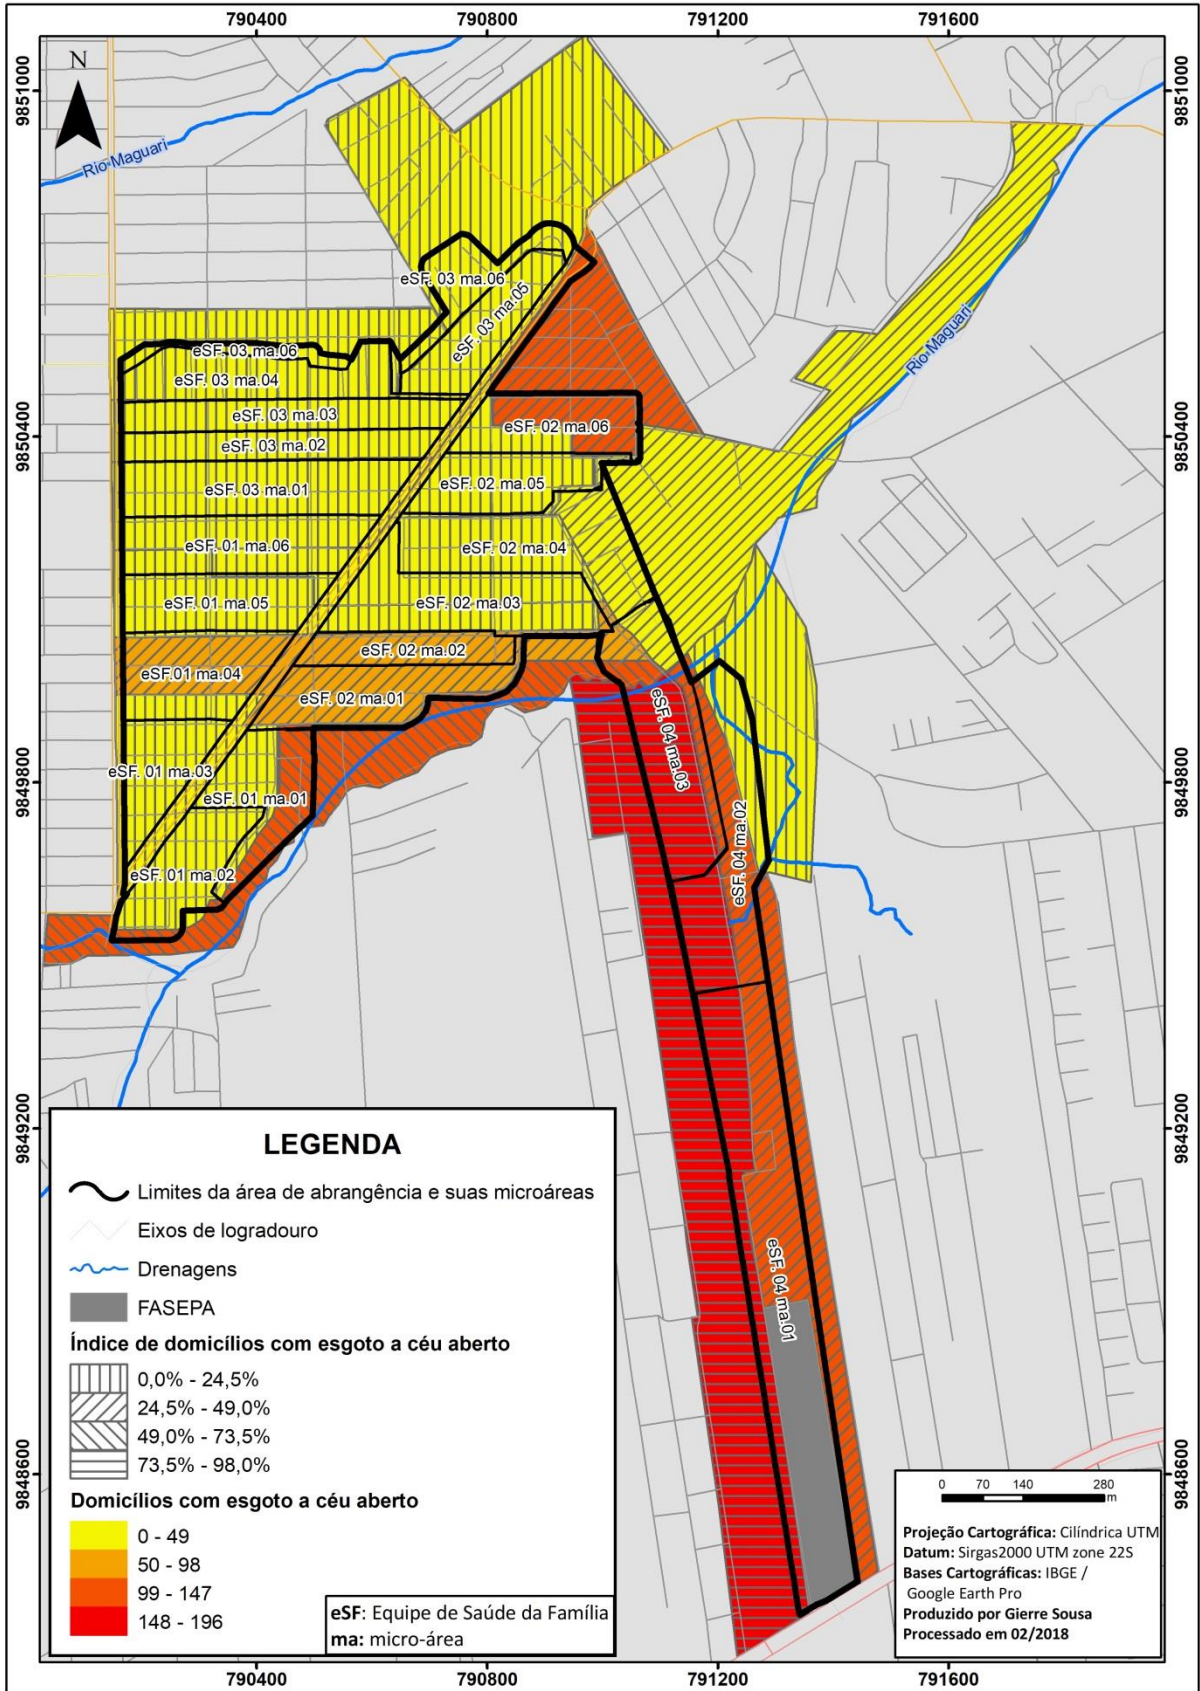 790400 790800 791200 791600
9851000 9851000
N
Rio Maguari
eSF. 03 ma.06
eSF. 03 ma.05
Rio Maguari
eSF. 03 ma.06
eSF. 03 ma.04
eSF. 03 ma.03
eSF. 02 ma.06
9850400 9850400
eSF. 03 ma.02
eSF. 03 ma.01
eSF. 02 ma.05
eSF. 01 ma.06
eSF. 02 ma.04
eSF. 01 ma.05
eSF. 02 ma.03
eSF.01 ma.04
eSF. 02 ma.02
eSF. 02 ma.01
eSF. 04 ma.03
eSF. 01 ma.03
9849800 9849800
eSF. 01 ma.01
eSF. 04 ma.02
eSF. 01 ma.02
9849200 9849200
eSF. 04 ma.01
LEGENDA
Limites da área de abrangência e suas microáreas
Eixos de logradouro
Drenagens
FASEPA
Índice de domicílios com esgoto a céu aberto
0,0% - 24,5%
24,5% - 49,0%
49,0% - 73,5%
73,5% - 98,0%
Domicílios com esgoto a céu aberto
0 - 49
50 - 98
99 - 147
148 - 196
eSF: Equipe de Saúde da Família
ma: micro-área
9848600 9848600
0 70 140 280
m
Projeção Cartográfica: Cilíndrica UTM
Datum: Sirgas2000 UTM zone 22S
Bases Cartográficas: IBGE /
Google Earth Pro
Produzido por Gierre Sousa
Processado em 02/2018
790400 790800 791200 791600